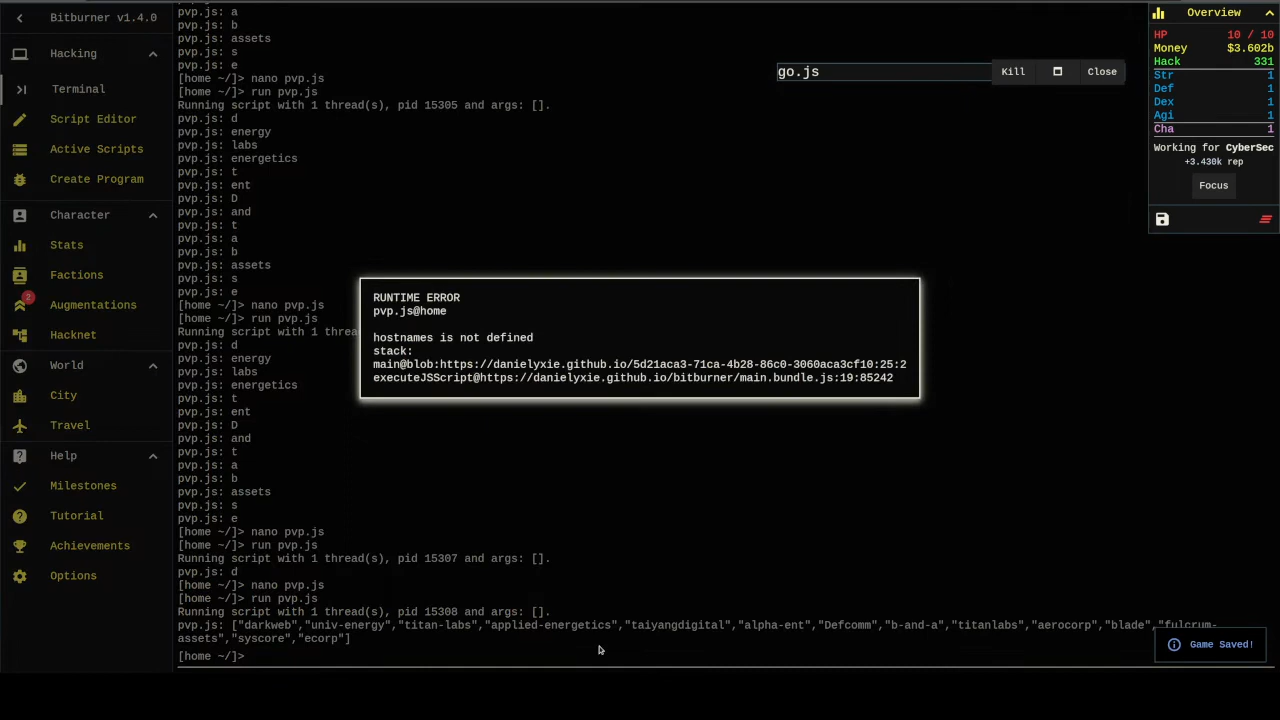 Bitburner v1.4.0
Hacking
Terminal
Script Editor
Active Scripts
Create Program
Character
Stats
Factions
2
Augmentations
Hacknet
World
City
Travel
Help
Milestones
Tutorial
Achievements
Options
pvp.js: a
pvp.js: b
pvp.js: assets
pvp.js: s
pvp.js: e
[home ~/]> nano pvp.js
[home ~/]> run pvp.js
Running script with 1 thread(s), pid 15305 and args: [].
pvp.js: d
pvp.js: energy
pvp.js: labs
pvp.js: energetics
pvp.js: t
pvp.js: ent
pvp.js: D
pvp.js: and
pvp.js: t
pvp.js: a
pvp.js: b
pvp.js: assets
pvp.js: s
pvp.js: e
[home ~/]> nano pvp.js
[home ~/]> run pvp.js
Running script with 1 threa
pvp.js: d
pvp.js: energy
pvp.js: labs
pvp.js: energetics
pvp.js: t
pvp.js: ent
pvp.js: D
pvp.js: and
pvp.js: t
pvp.js: a
pvp.js: b
pvp.js: assets
pvp.js: s
pvp.js: e
[home ~/]> nano pvp.js
[home ~/]> run pvp.js
Running script with 1 thread(s), pid 15307 and args: [].
pvp.js: d
[home ~/]> nano pvp.js
[home ~/]> run pvp.js
Running script with 1 thread(s), pid 15308 and args: [].
pvp.js: ["darkweb","univ-energy","titan-labs","applied-energetics","taiyangdigital","alpha-ent","Defcomm","b-and-a","titanlabs","aerocorp","blade","fulcrum-
assets","syscore","ecorp"]
[home ~/]>
RUNTIME ERROR
pvp.js@home
hostnames is not defined
stack:
main@blob:https://danielyxie.github.io/5d21aca3-71ca-4b28-86c0-3060aca3cf10:25:2
executeJSScript@https://danielyxie.github.io/bitburner/main.bundle.js:19:85242
go.js
Kill
Close
Overview
HP 10 / 10
Money $3.602b
Hack 331
Str 1
Def 1
Dex 1
Agi 1
Cha 1
Working for CyberSec
+3.430k rep
Focus
Game Saved!